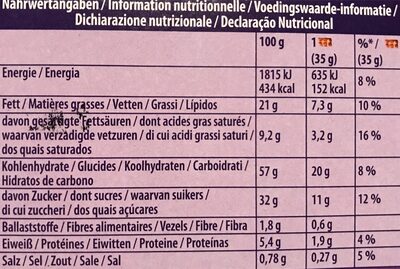 Nährwertangaben / Information nutritionnelle / Voedingswaarde-informatie /
Dichiarazione nutrizionale / Declaração Nutricional
100 g 1 %* /
(35 g) (35 g)
Energie / Energia 1815 kJ 635 kJ 8 %
434 kcal 152 kcal
Fett / Matières grasses / Vetten / Grassi / Lípidos 21 g 7,3 g 10 %
davon gesättigte Fettsäuren / dont acides gras saturés /
waarvan verzadigde vetzuren / di cui acidi grassi saturi / 9,2 g 3,2 g 16 %
dos quais saturados
Kohlenhydrate / Glucides / Koolhydraten / Carboidrati / 57 g 20 g 8 %
Hidratos de carbono
davon Zucker / dont sucres / waarvan suikers / 32 g 11 g 12 %
di cui zuccheri / dos quais açúcares
Ballaststoffe / Fibres alimentaires / Vezels / Fibre / Fibra 1,8 g 0,6 g
Eiweiß / Protéines / Eiwitten / Proteine / Proteínas 5,4 g 1,9 g 4 %
Salz / Sel / Zout / Sale / Sal 0,78 g 0,27 g 5 %